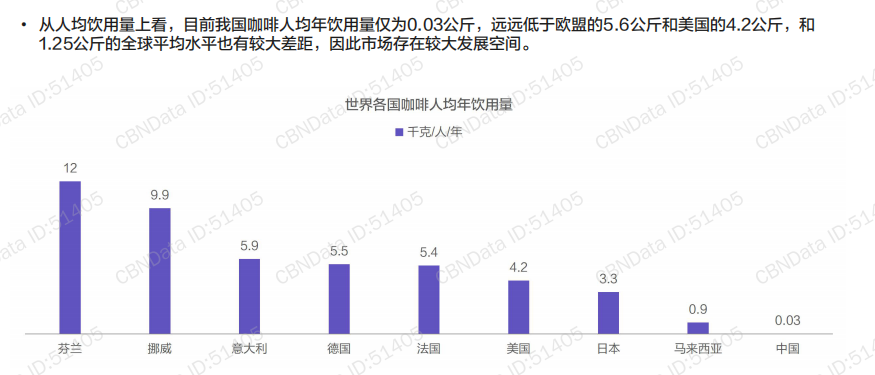 • 从人均饮用量上看，目前我国咖啡人均年饮用量仅为0.03公斤，远远低于欧盟的5.6公斤和美国的4.2公斤，和
1.25公斤的全球平均水平也有较大差距，因此市场存在较大发展空间。
世界各国咖啡人均年饮用量
千克/人/年
12
9.9
5.9
5.5
5.4
4.2
3.3
0.9
0.03
芬兰
挪威
意大利
德国
法国
美国
日本
马来西亚
中国
CBNData ID:51405